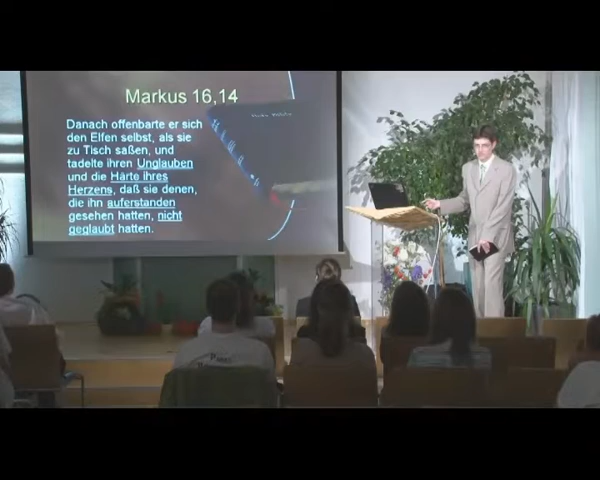 Markus 16,14
Danach offenbarte er sich
den Elfen selbst, als sie
zu Tisch saßen, und
tadelte ihren Unglauben
und die Härte ihres
Herzens, daß sie denen,
die ihn auferstanden
gesehen hatten, nicht
geglaubt hatten.